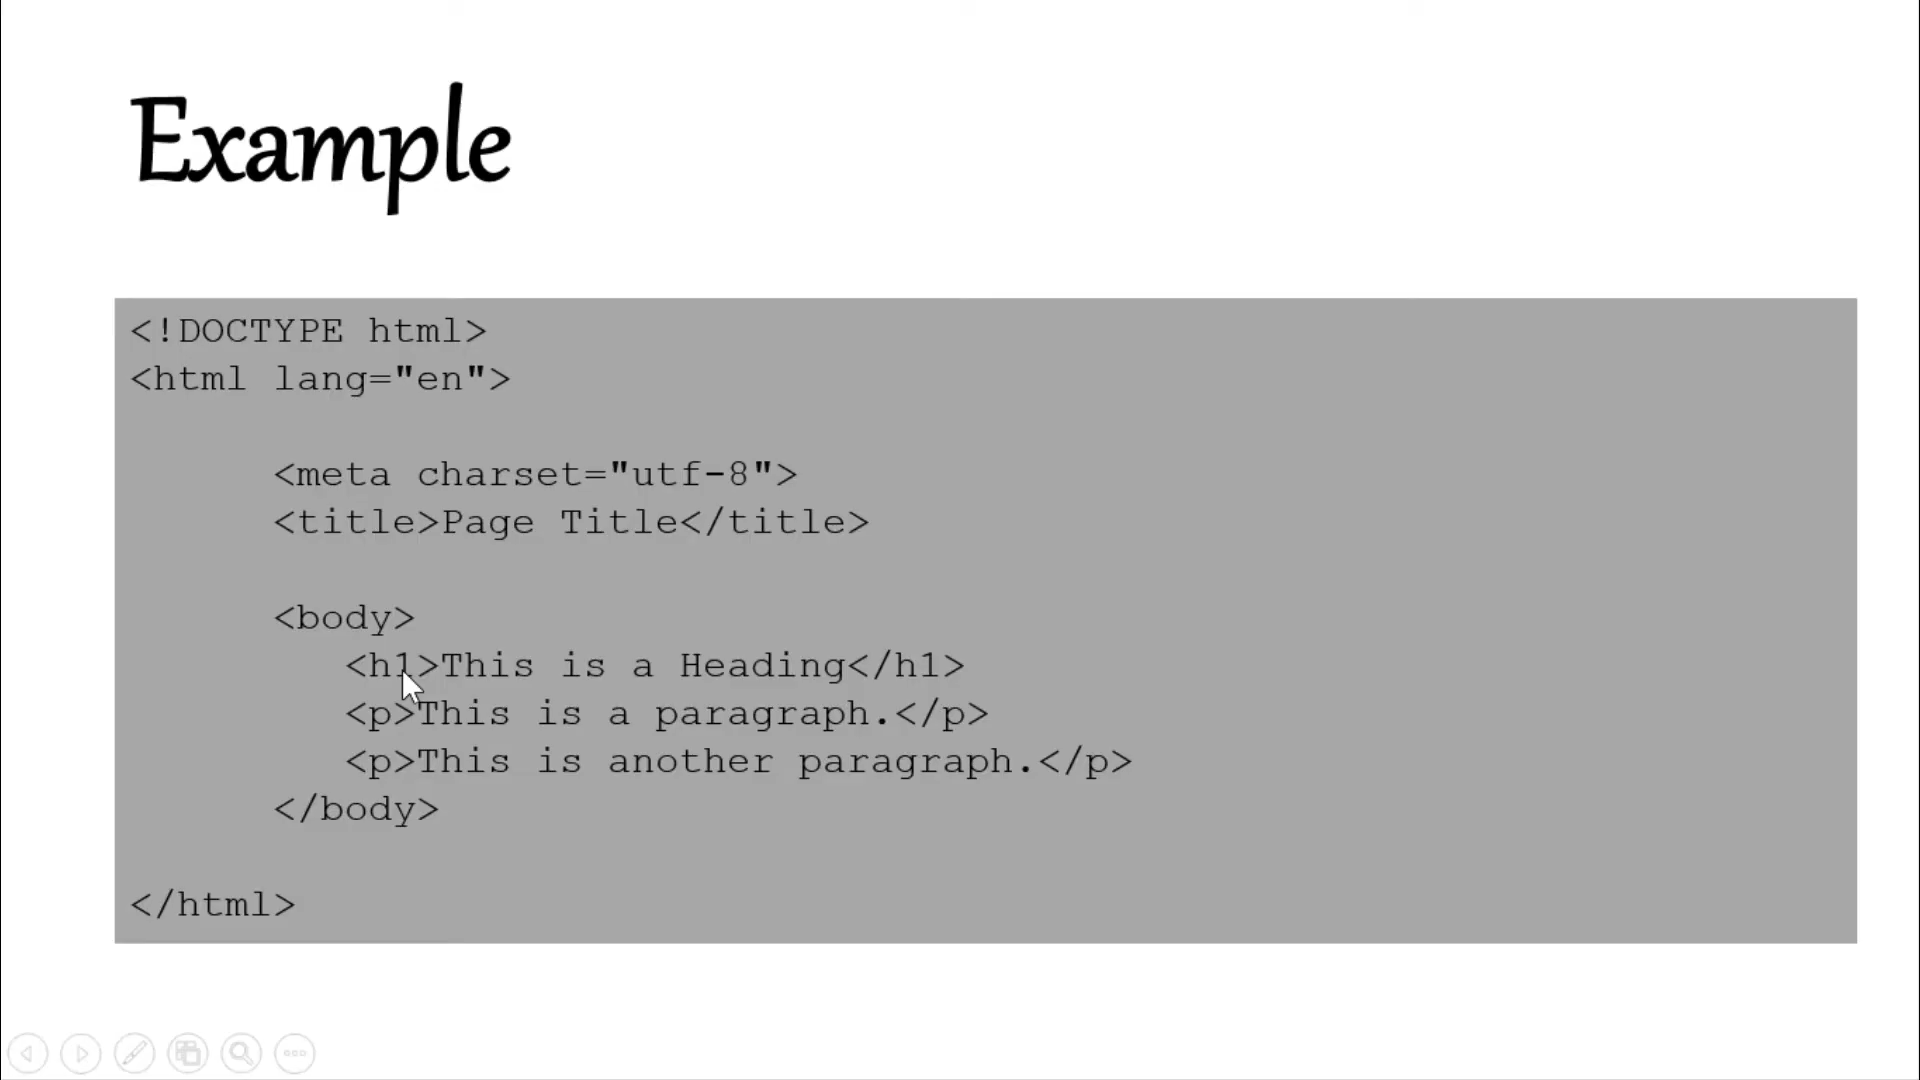 Example
<!DOCTYPE html>
<html lang="en">
<meta charset="utf-8">
<title>Page Title</title>
<body>
<h1>This is a Heading</h1>
<p>This is a paragraph.</p>
<p>This is another paragraph.</p>
</body>
</html>